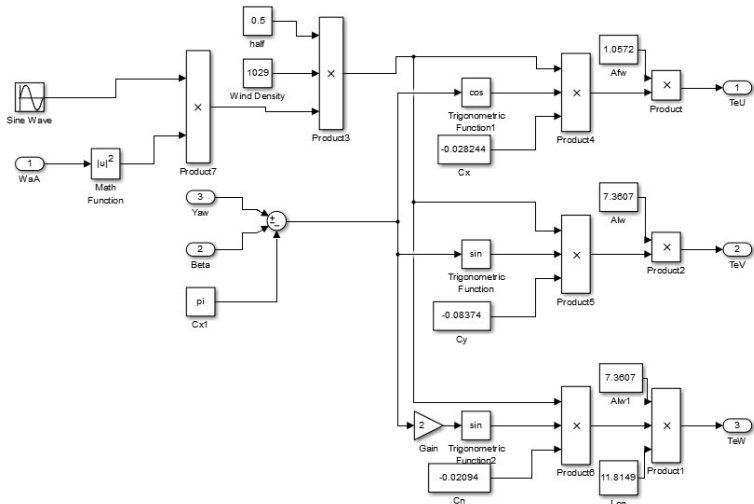 0.5
half
1029
Wind Density
×
Product3
Sine Wave
1
WaA
|u|²
Math
Function
×
Product7
3
Yaw
2
Beta
+
−
−
pi
Cx1
cos
Trigonometric
Function1
-0.028244
Cx
×
Product4
1.0572
Afw
×
Product
1
TeU
sin
Trigonometric
Function
-0.08374
Cy
×
Product5
7.3607
Alw
×
Product2
2
TeV
2
Gain
sin
Trigonometric
Function2
-0.02094
Cn
×
Product6
7.3607
Alw1
×
Product1
11.8149
3
TeW